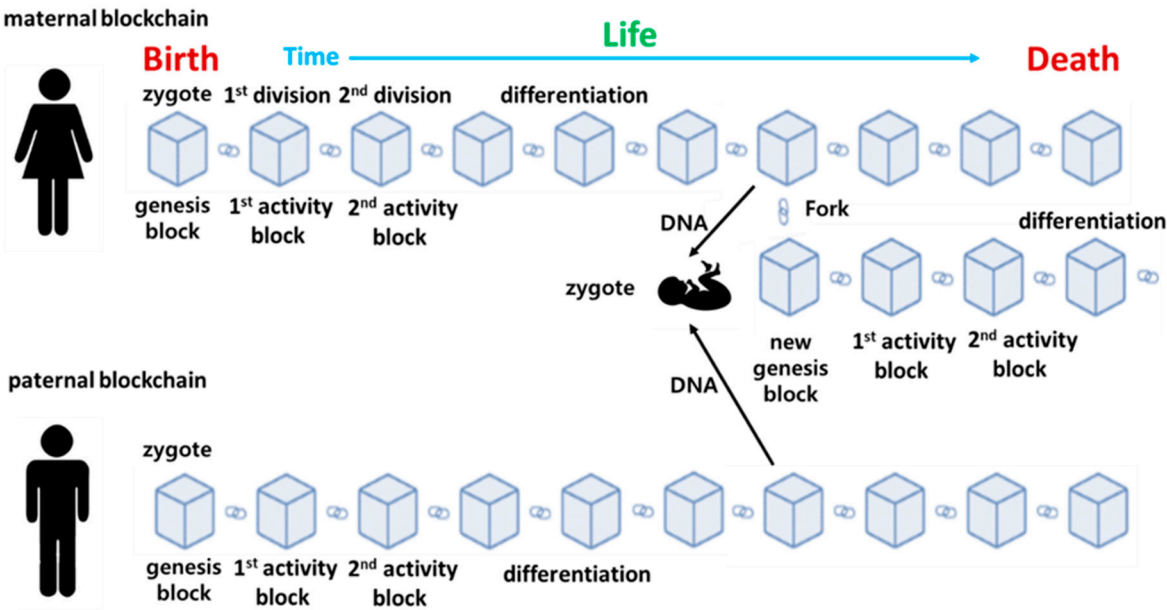 maternal blockchain
Life
Birth
Time
Death
zygote
1st division
2nd division
differentiation
genesis
block
1st activity
block
2nd activity
block
DNA
Fork
differentiation
zygote
new
genesis
block
1st activity
block
2nd activity
block
paternal blockchain
DNA
zygote
genesis
block
1st activity
block
2nd activity
block
differentiation